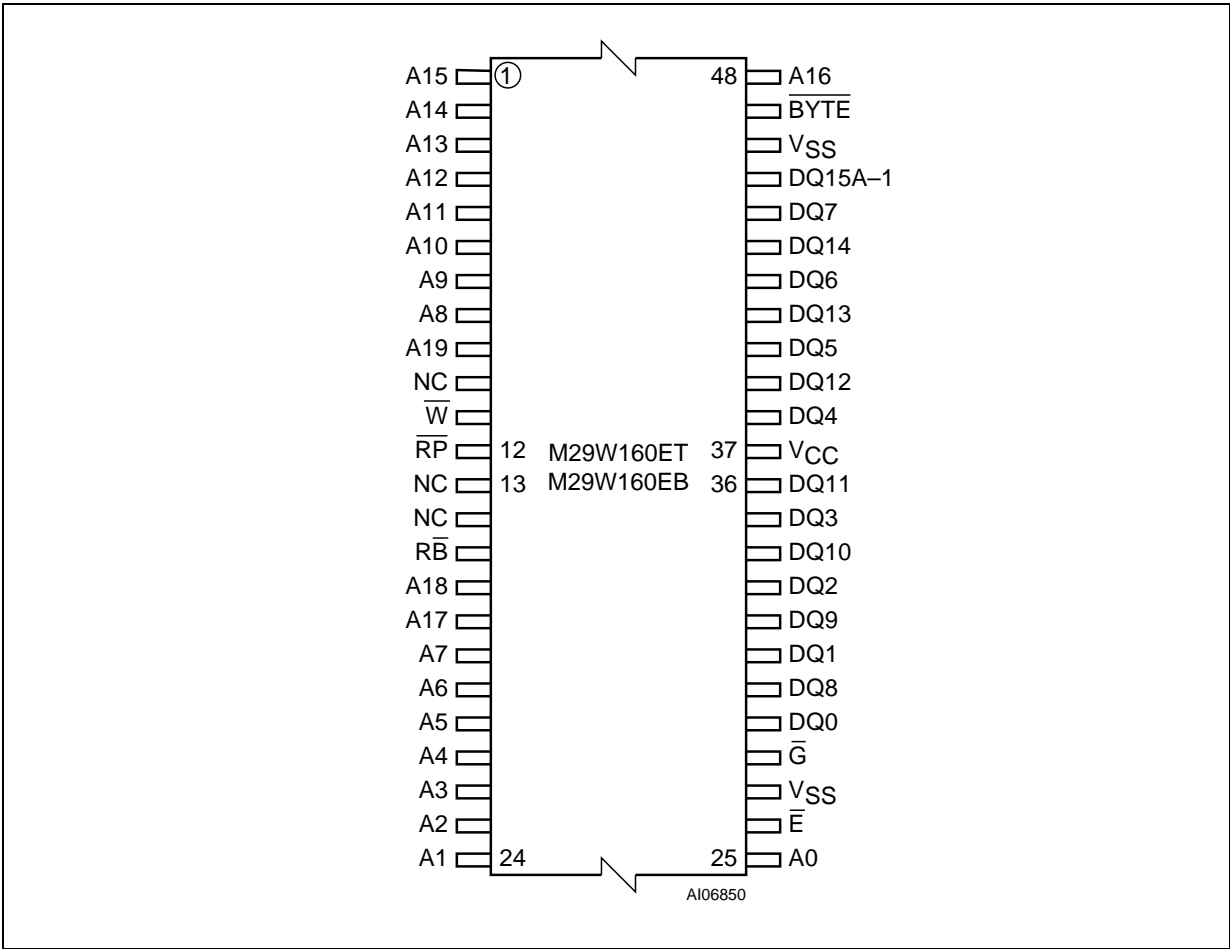 A15 ① 48 A16
A14 B̅Y̅T̅E̅
A13 VSS
A12 DQ15A–1
A11 DQ7
A10 DQ14
A9 DQ6
A8 DQ13
A19 DQ5
NC DQ12
W̅ DQ4
R̅P̅ 12 M29W160ET 37 VCC
NC 13 M29W160EB 36 DQ11
NC DQ3
RB̅ DQ10
A18 DQ2
A17 DQ9
A7 DQ1
A6 DQ8
A5 DQ0
A4 G̅
A3 VSS
A2 E̅
A1 24 25 A0
AI06850